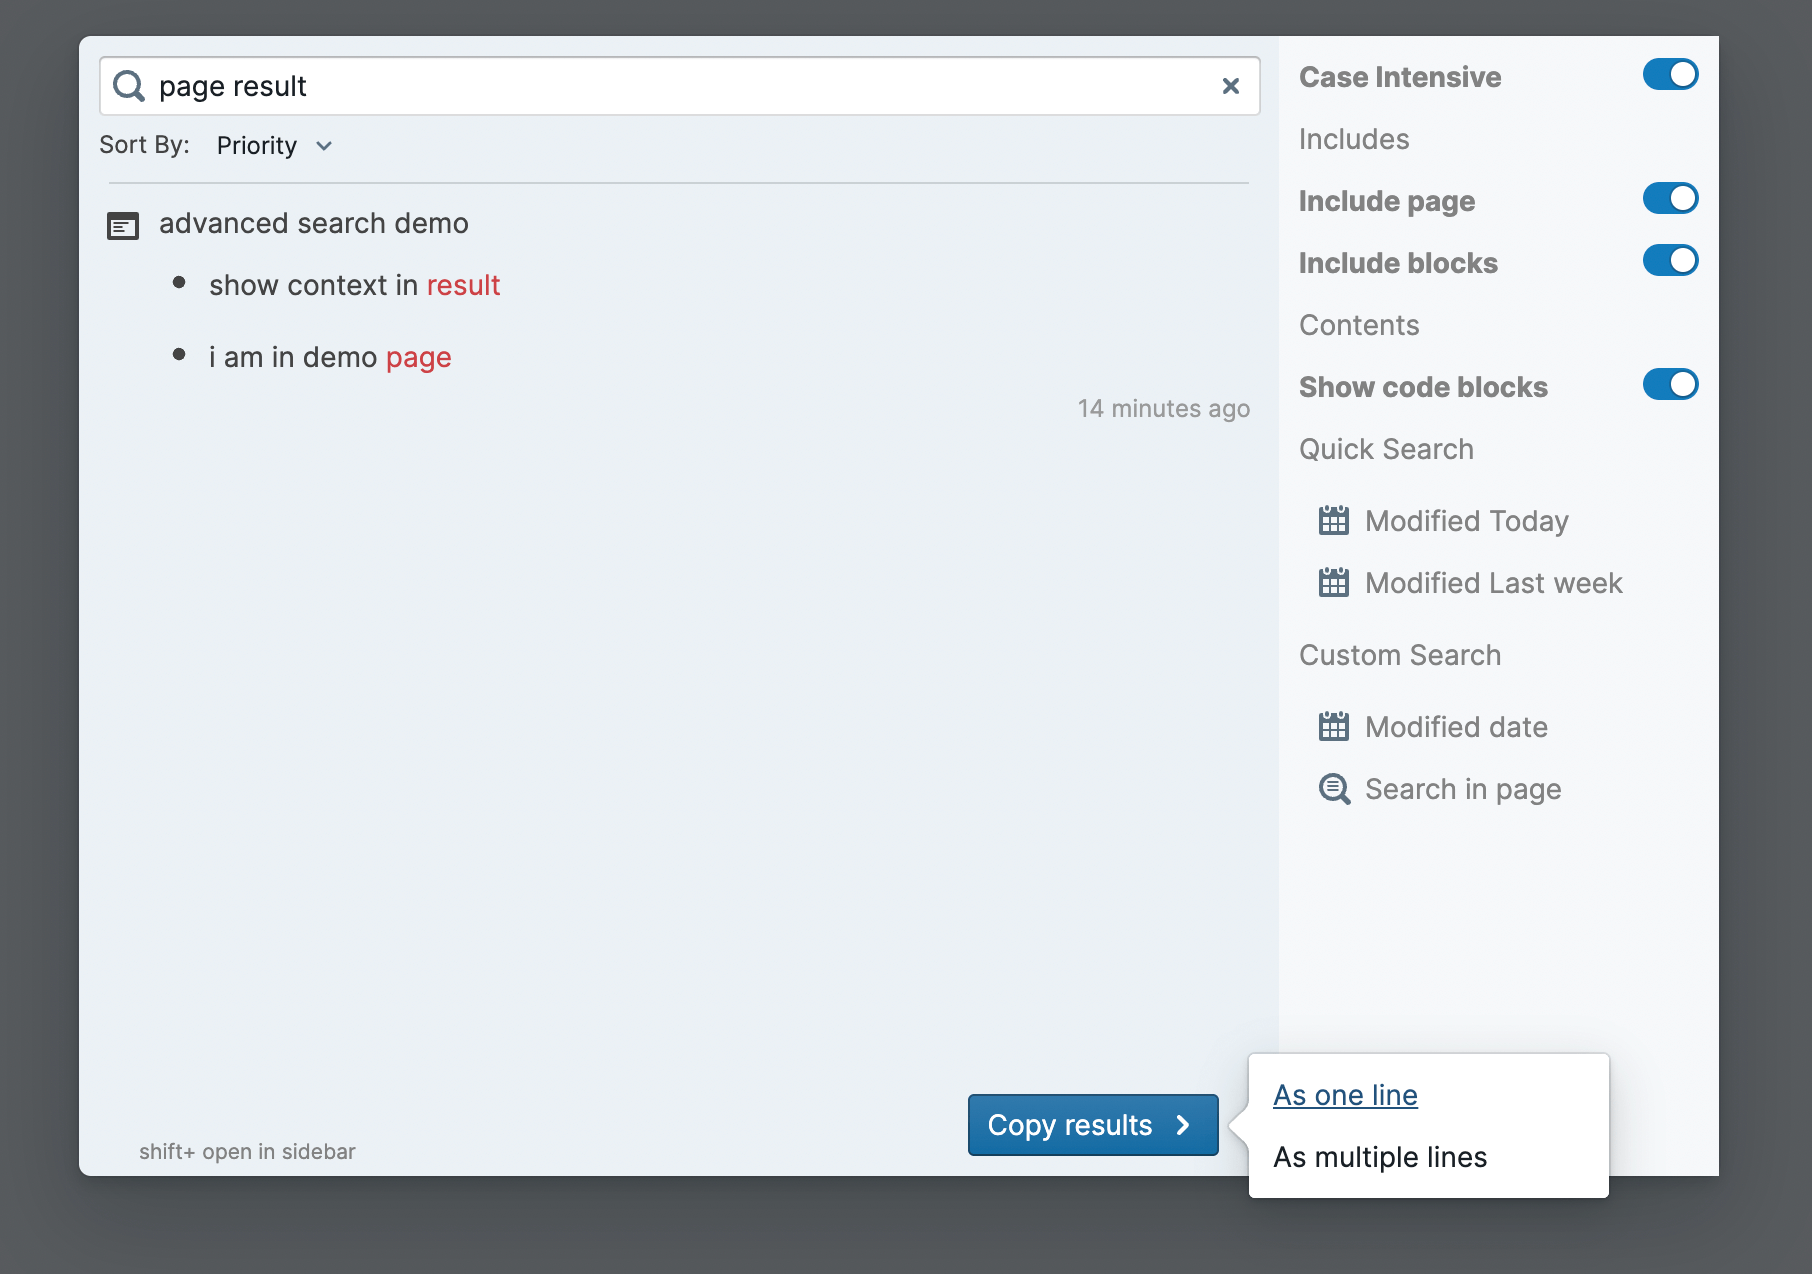 page result
Sort By: Priority
advanced search demo
show context in result
i am in demo page
14 minutes ago
shift+ open in sidebar
Copy results
As one line
As multiple lines
Case Intensive
Includes
Include page
Include blocks
Contents
Show code blocks
Quick Search
Modified Today
Modified Last week
Custom Search
Modified date
Search in page